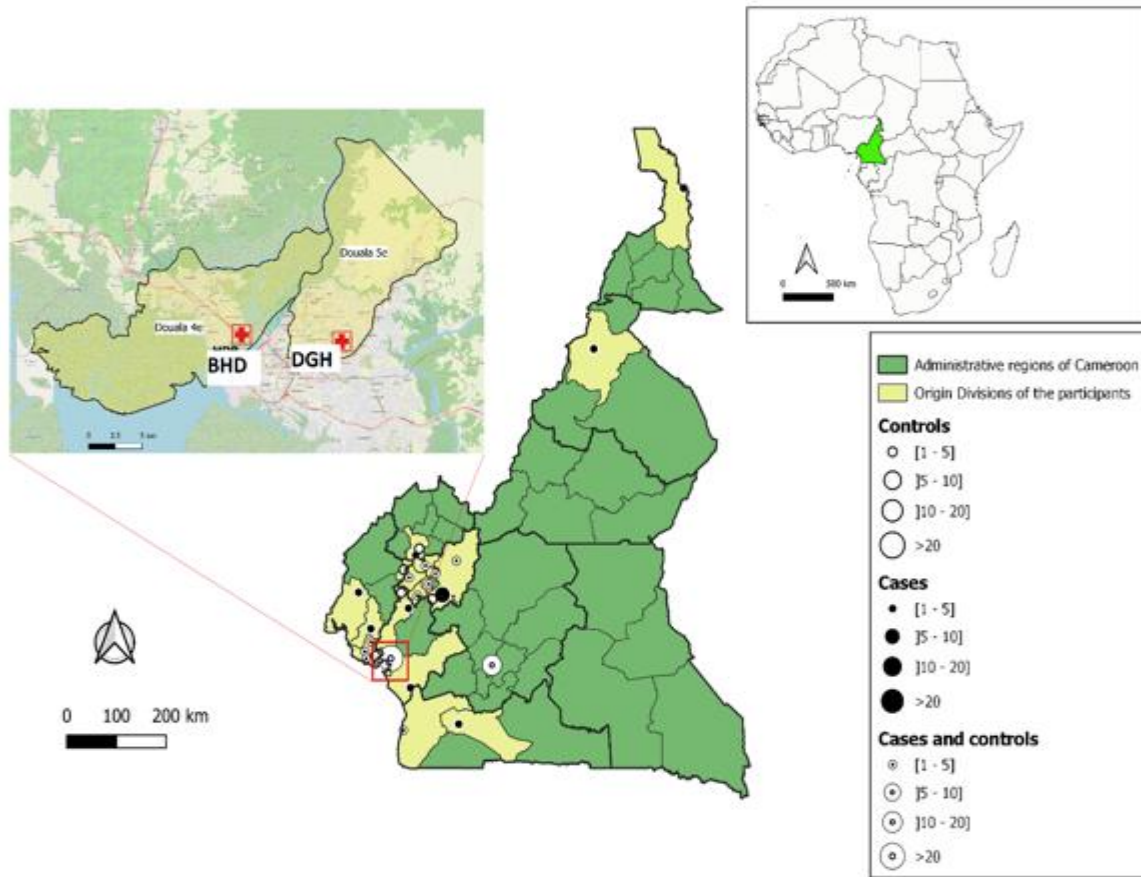 Douala 5e
Douala 4e
BHD
DGH
0 2.5 5 km
0 500 km
Administrative regions of Cameroon
Origin Divisions of the participants
Controls
[1 - 5]
]5 - 10]
]10 - 20]
>20
Cases
[1 - 5]
]5 - 10]
]10 - 20]
>20
Cases and controls
[1 - 5]
]5 - 10]
]10 - 20]
>20
0 100 200 km